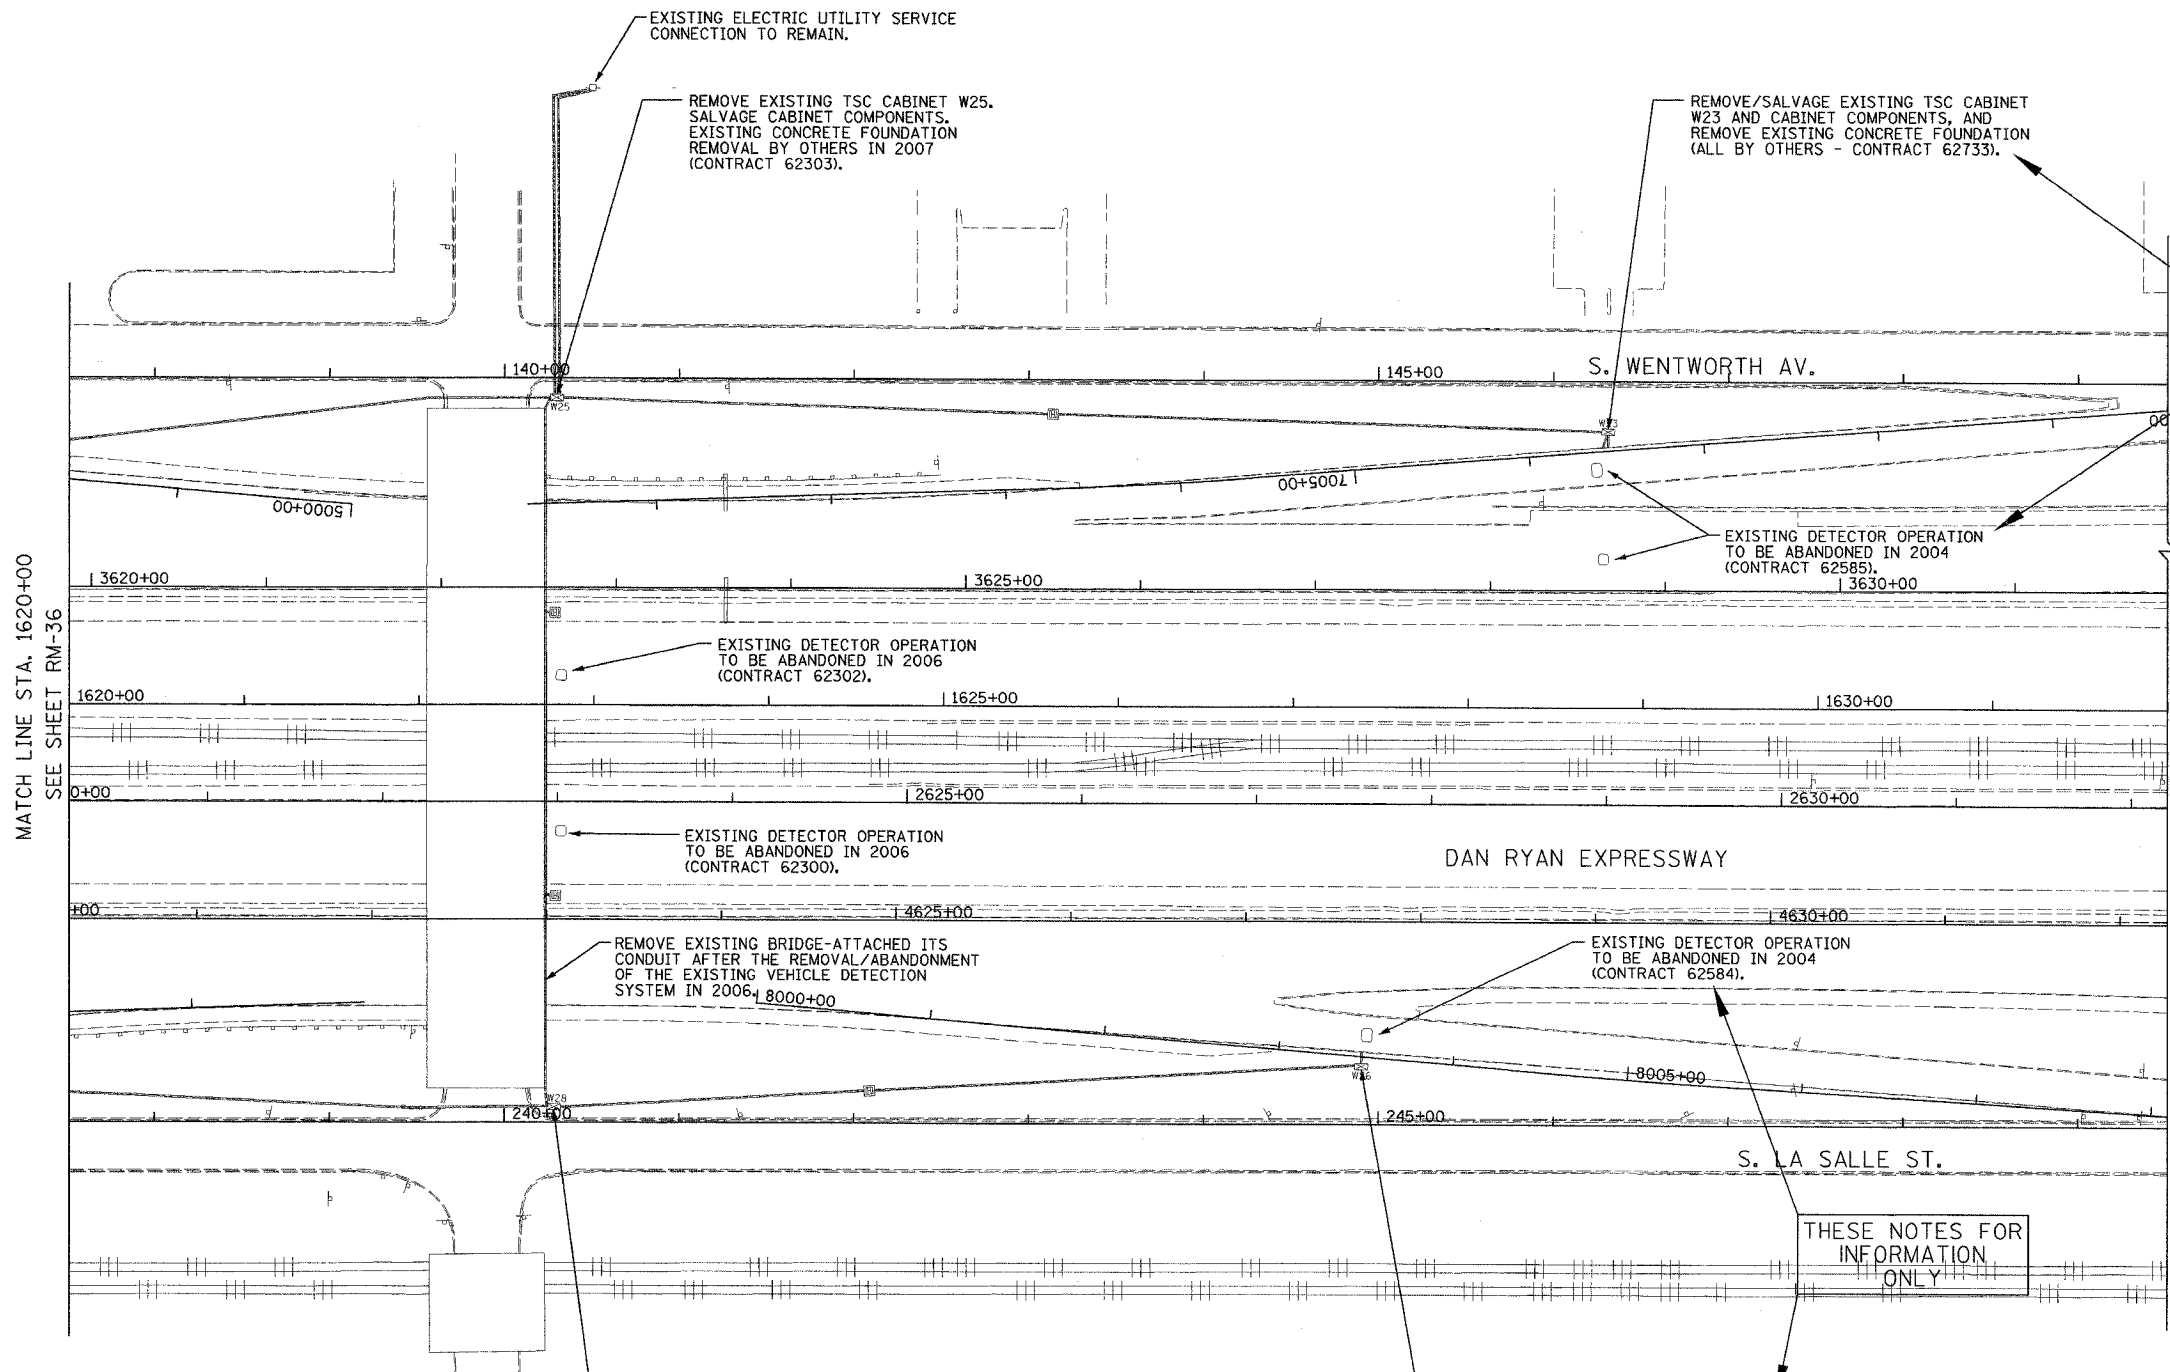 EXISTING ELECTRIC UTILITY SERVICE
CONNECTION TO REMAIN.
REMOVE EXISTING TSC CABINET W25.
SALVAGE CABINET COMPONENTS.
EXISTING CONCRETE FOUNDATION
REMOVAL BY OTHERS IN 2007
(CONTRACT 62303).
REMOVE/SALVAGE EXISTING TSC CABINET
W23 AND CABINET COMPONENTS, AND
REMOVE EXISTING CONCRETE FOUNDATION
(ALL BY OTHERS - CONTRACT 62733).
140+00
145+00
S. WENTWORTH AV.
W25
5000+00
7005+00
EXISTING DETECTOR OPERATION
TO BE ABANDONED IN 2004
(CONTRACT 62585).
MATCH LINE STA. 1620+00
SEE SHEET RM-36
3620+00
3625+00
3630+00
EXISTING DETECTOR OPERATION
TO BE ABANDONED IN 2006
(CONTRACT 62302).
1620+00
1625+00
1630+00
0+00
2625+00
2630+00
EXISTING DETECTOR OPERATION
TO BE ABANDONED IN 2006
(CONTRACT 62300).
DAN RYAN EXPRESSWAY
+00
4625+00
4630+00
REMOVE EXISTING BRIDGE-ATTACHED ITS
CONDUIT AFTER THE REMOVAL/ABANDONMENT
OF THE EXISTING VEHICLE DETECTION
SYSTEM IN 2006.
EXISTING DETECTOR OPERATION
TO BE ABANDONED IN 2004
(CONTRACT 62584).
8000+00
8005+00
W28
240+00
245+00
S. LA SALLE ST.
THESE NOTES FOR
INFORMATION
ONLY